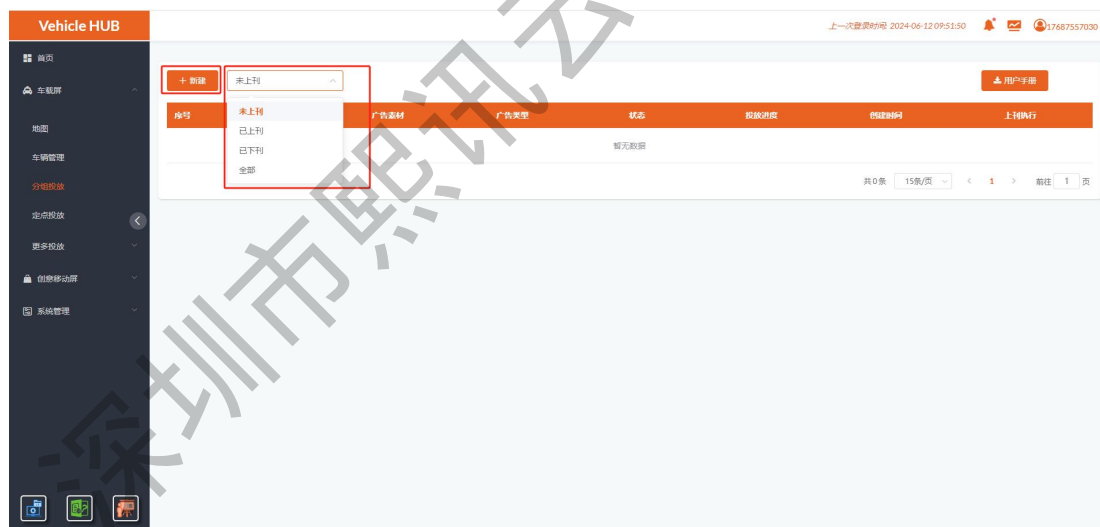 Vehicle HUB
上一次登录时间 2024-06-12 09:51:50
17687557030
首页
车载屏
地图
车辆管理
分组投放
定点投放
更多投放
创意移动屏
系统管理
+ 新建
未上刊
用户手册
序号 广告素材 广告类型 状态 投放进度 创建时间 上刊执行
未上刊
已上刊
已下刊
全部
暂无数据
共0条 15条/页 < 1 > 前往 1 页
深圳市熙讯云